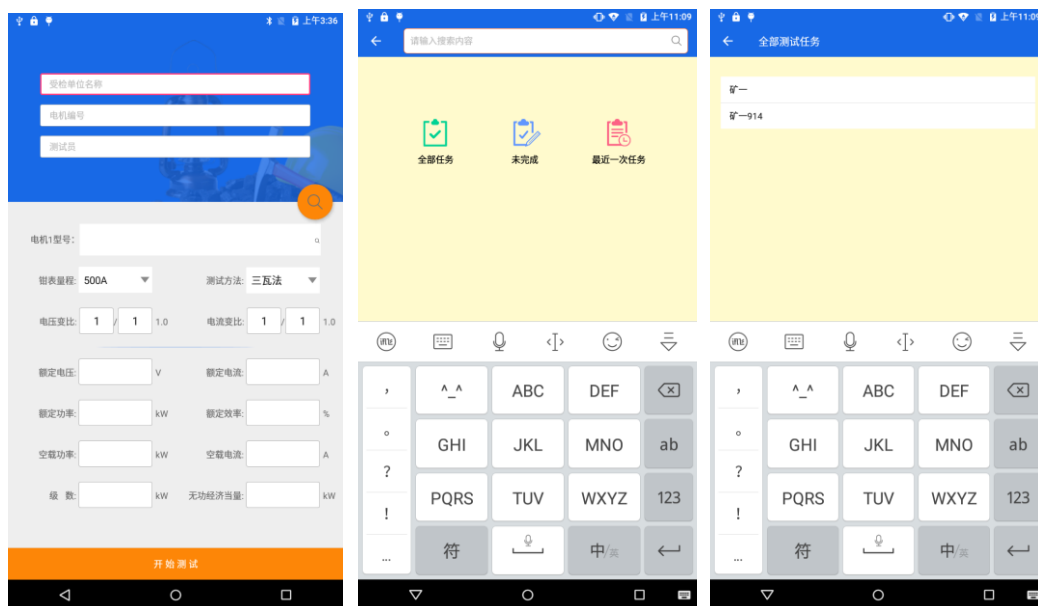 上午3:36
受检单位名称
电机编号
测试员
电机1型号:
钳表量程: 500A 测试方法: 三瓦法
电压变比: 1 / 1 1.0 电流变比: 1 / 1 1.0
额定电压: V 额定电流: A
额定功率: kW 额定效率: %
空载功率: kW 空载电流: A
级 数: kW 无功经济当量: kW
开始测试
上午11:09
请输入搜索内容
全部任务 未完成 最近一次任务
, ^_^ ABC DEF
。 GHI JKL MNO ab
?
PQRS TUV WXYZ 123
!
... 符 中/英
上午11:09
全部测试任务
矿一
矿一914
, ^_^ ABC DEF
。 GHI JKL MNO ab
?
PQRS TUV WXYZ 123
!
... 符 中/英